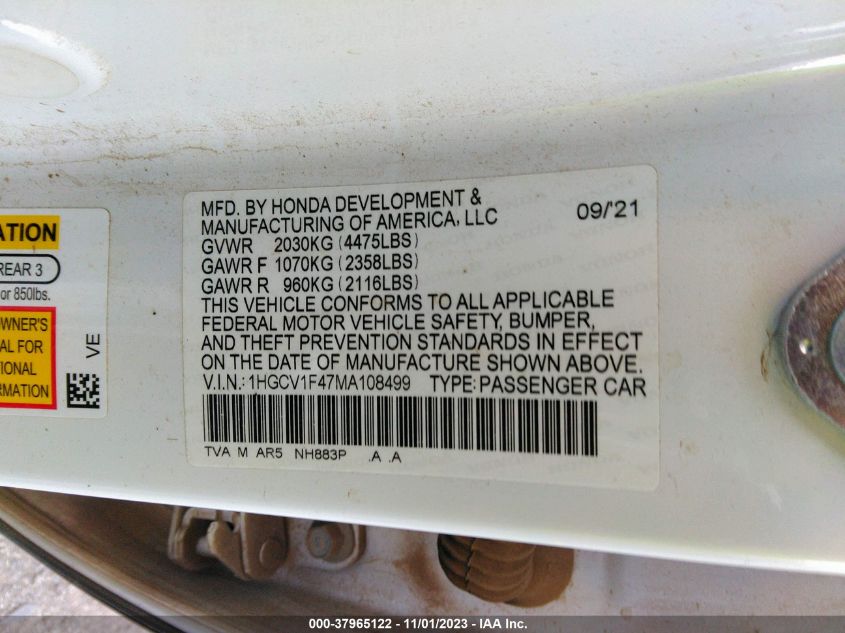 ATION
REAR 3
or 850lbs.
OWNER'S
AL FOR
TIONAL
RMATION
VE
MFD. BY HONDA DEVELOPMENT &
MANUFACTURING OF AMERICA, LLC 09/'21
GVWR 2030KG (4475LBS)
GAWR F 1070KG (2358LBS)
GAWR R 960KG (2116LBS)
THIS VEHICLE CONFORMS TO ALL APPLICABLE
FEDERAL MOTOR VEHICLE SAFETY, BUMPER,
AND THEFT PREVENTION STANDARDS IN EFFECT
ON THE DATE OF MANUFACTURE SHOWN ABOVE.
V.I.N.: 1HGCV1F47MA108499 TYPE: PASSENGER CAR
TVA M AR5 NH883P .A .A
000-37965122 - 11/01/2023 - IAA Inc.